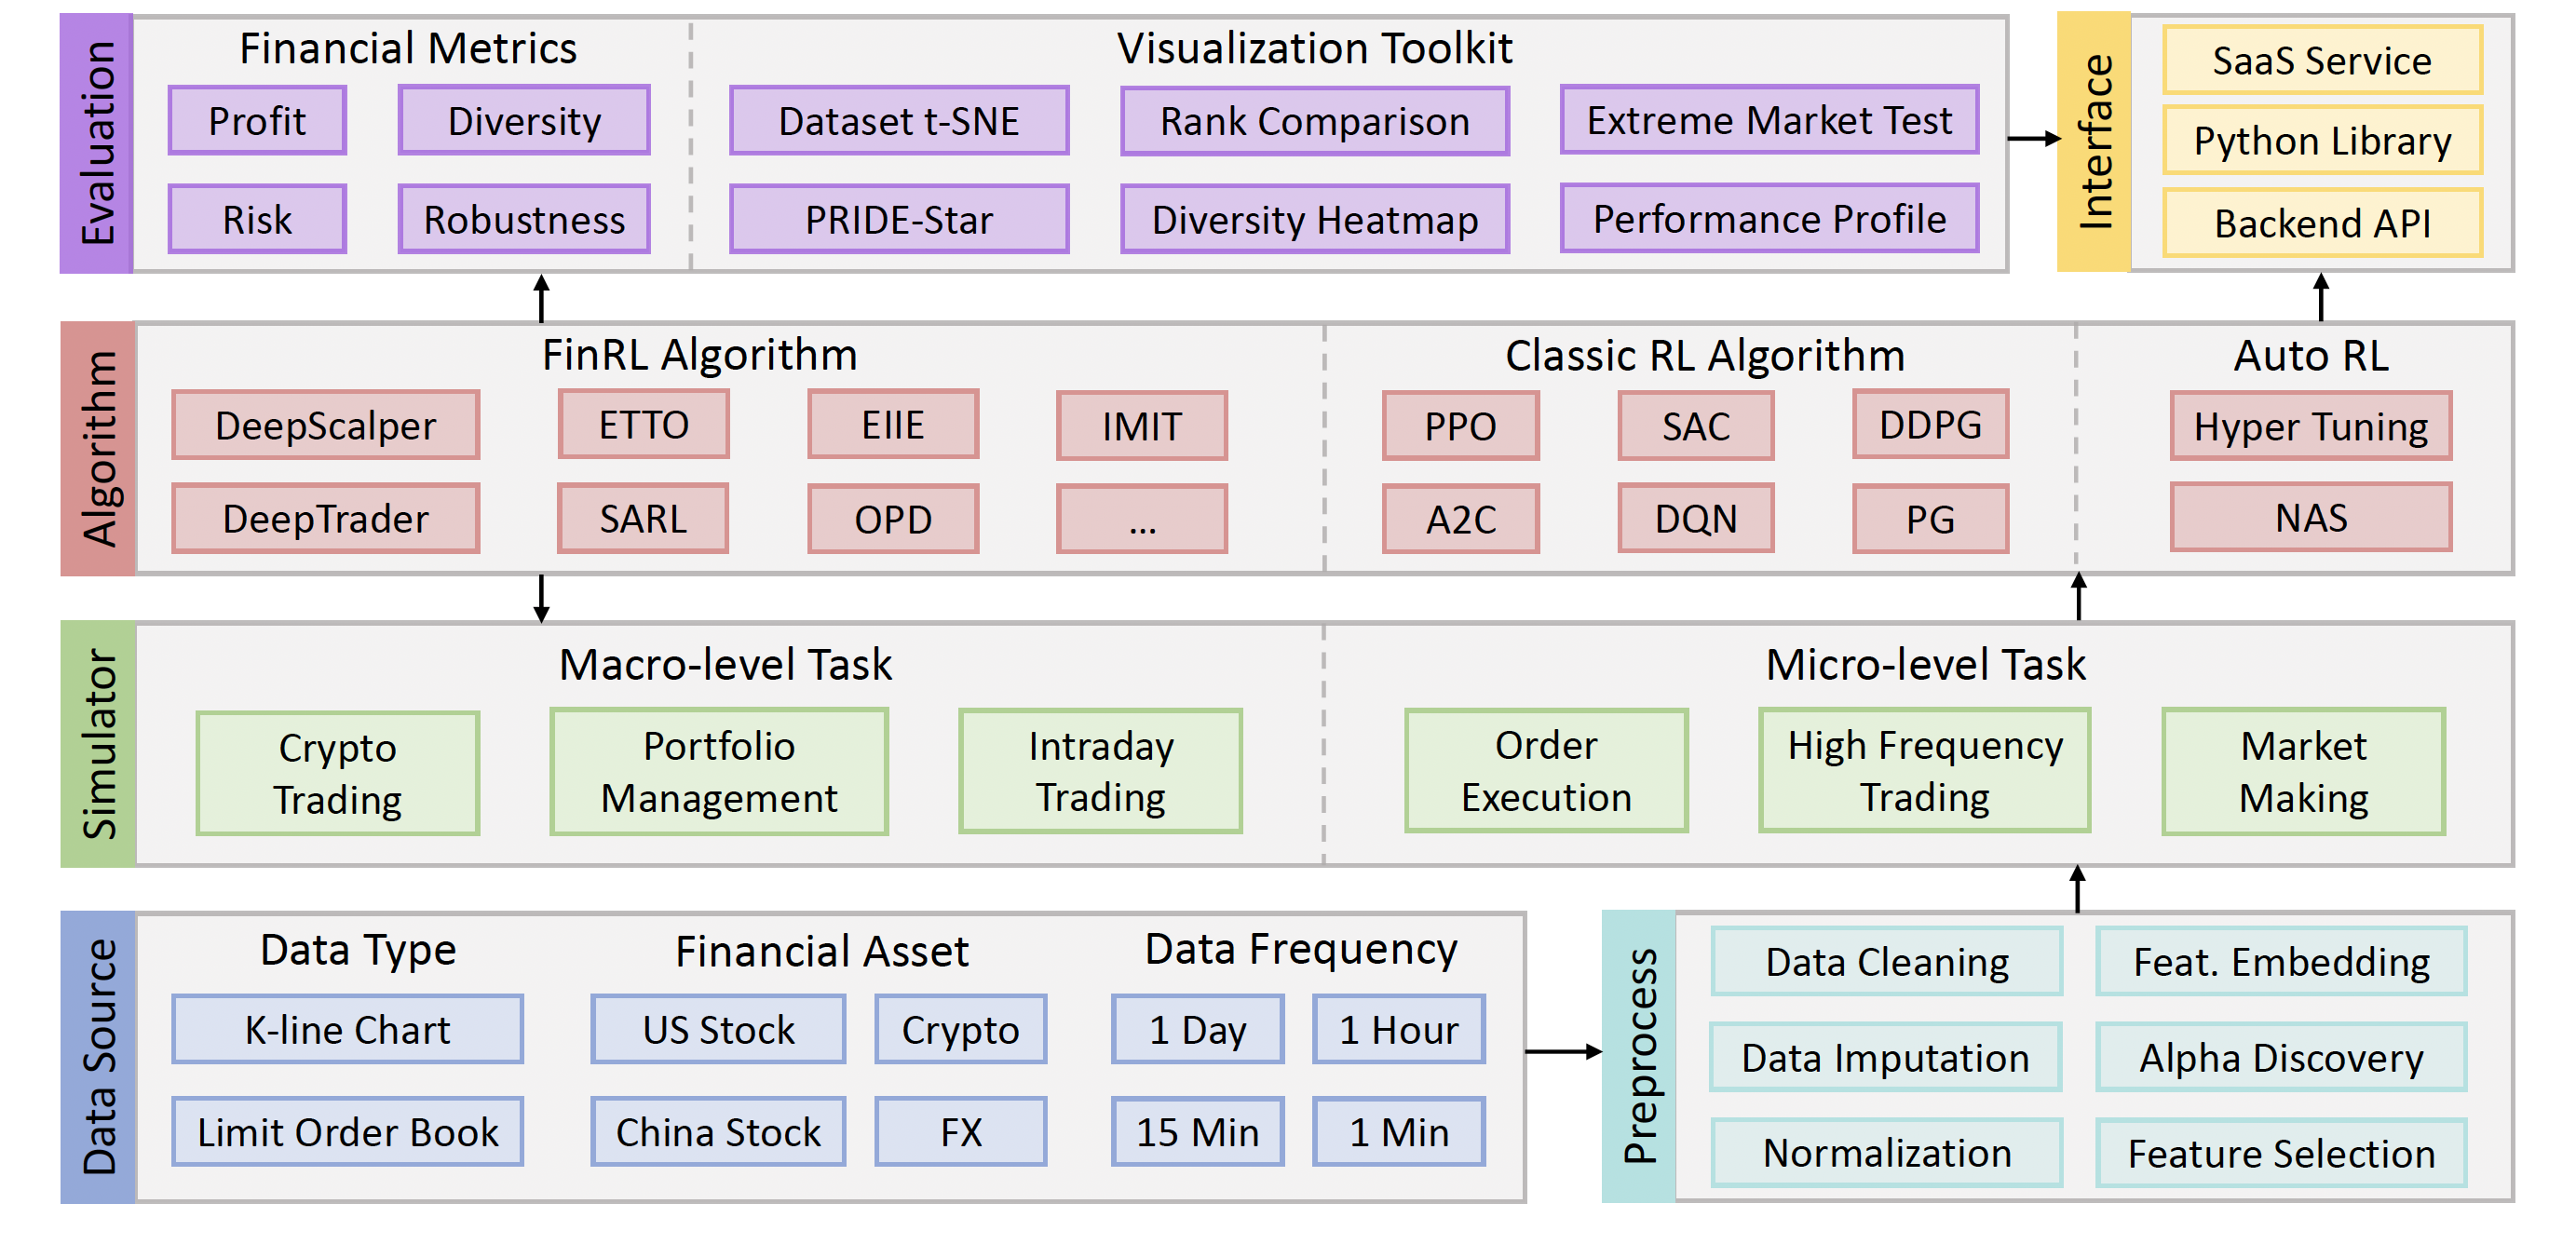 Evaluation
Financial Metrics
Profit
Diversity
Risk
Robustness
Visualization Toolkit
Dataset t-SNE
Rank Comparison
Extreme Market Test
PRIDE-Star
Diversity Heatmap
Performance Profile
Interface
SaaS Service
Python Library
Backend API
Algorithm
FinRL Algorithm
DeepScalper
ETTO
EIIE
IMIT
DeepTrader
SARL
OPD
...
Classic RL Algorithm
PPO
SAC
DDPG
A2C
DQN
PG
Auto RL
Hyper Tuning
NAS
Simulator
Macro-level Task
Crypto
Trading
Portfolio
Management
Intraday
Trading
Micro-level Task
Order
Execution
High Frequency
Trading
Market
Making
Data Source
Data Type
K-line Chart
Limit Order Book
Financial Asset
US Stock
Crypto
China Stock
FX
Data Frequency
1 Day
1 Hour
15 Min
1 Min
Preprocess
Data Cleaning
Feat. Embedding
Data Imputation
Alpha Discovery
Normalization
Feature Selection